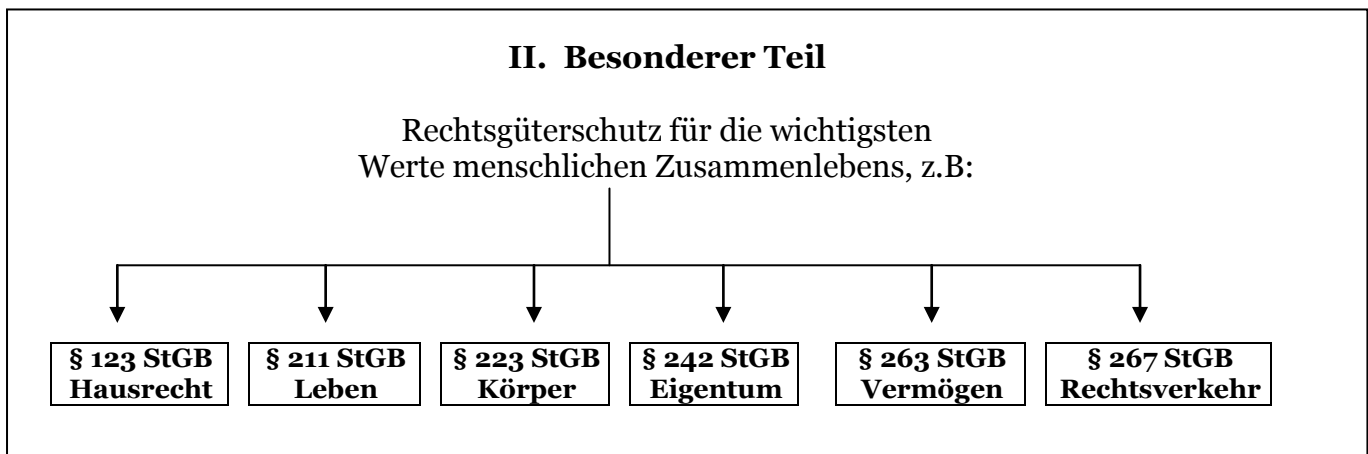 II. Besonderer Teil
Rechtsgüterschutz für die wichtigsten
Werte menschlichen Zusammenlebens, z.B:
§ 123 StGB
Hausrecht
§ 211 StGB
Leben
§ 223 StGB
Körper
§ 242 StGB
Eigentum
§ 263 StGB
Vermögen
§ 267 StGB
Rechtsverkehr